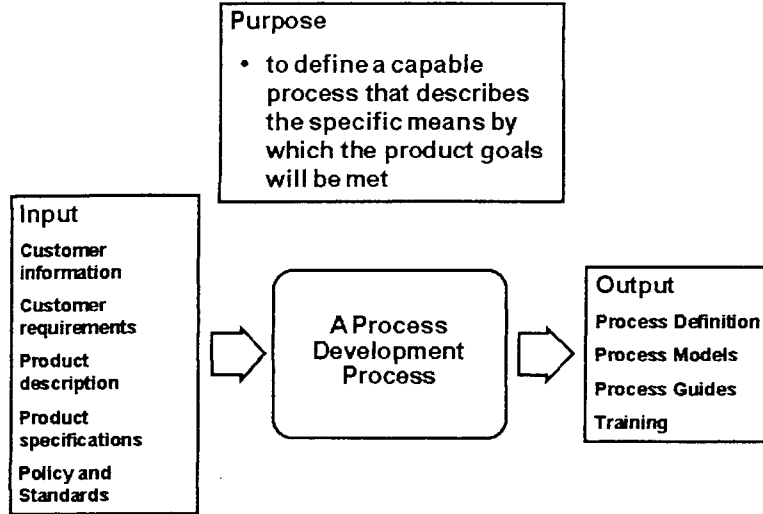 Purpose
• to define a capable
process that describes
the specific means by
which the product goals
will be met
Input
Customer
information
Customer
requirements
Product
description
Product
specifications
Policy and
Standards
A Process
Development
Process
Output
Process Definition
Process Models
Process Guides
Training